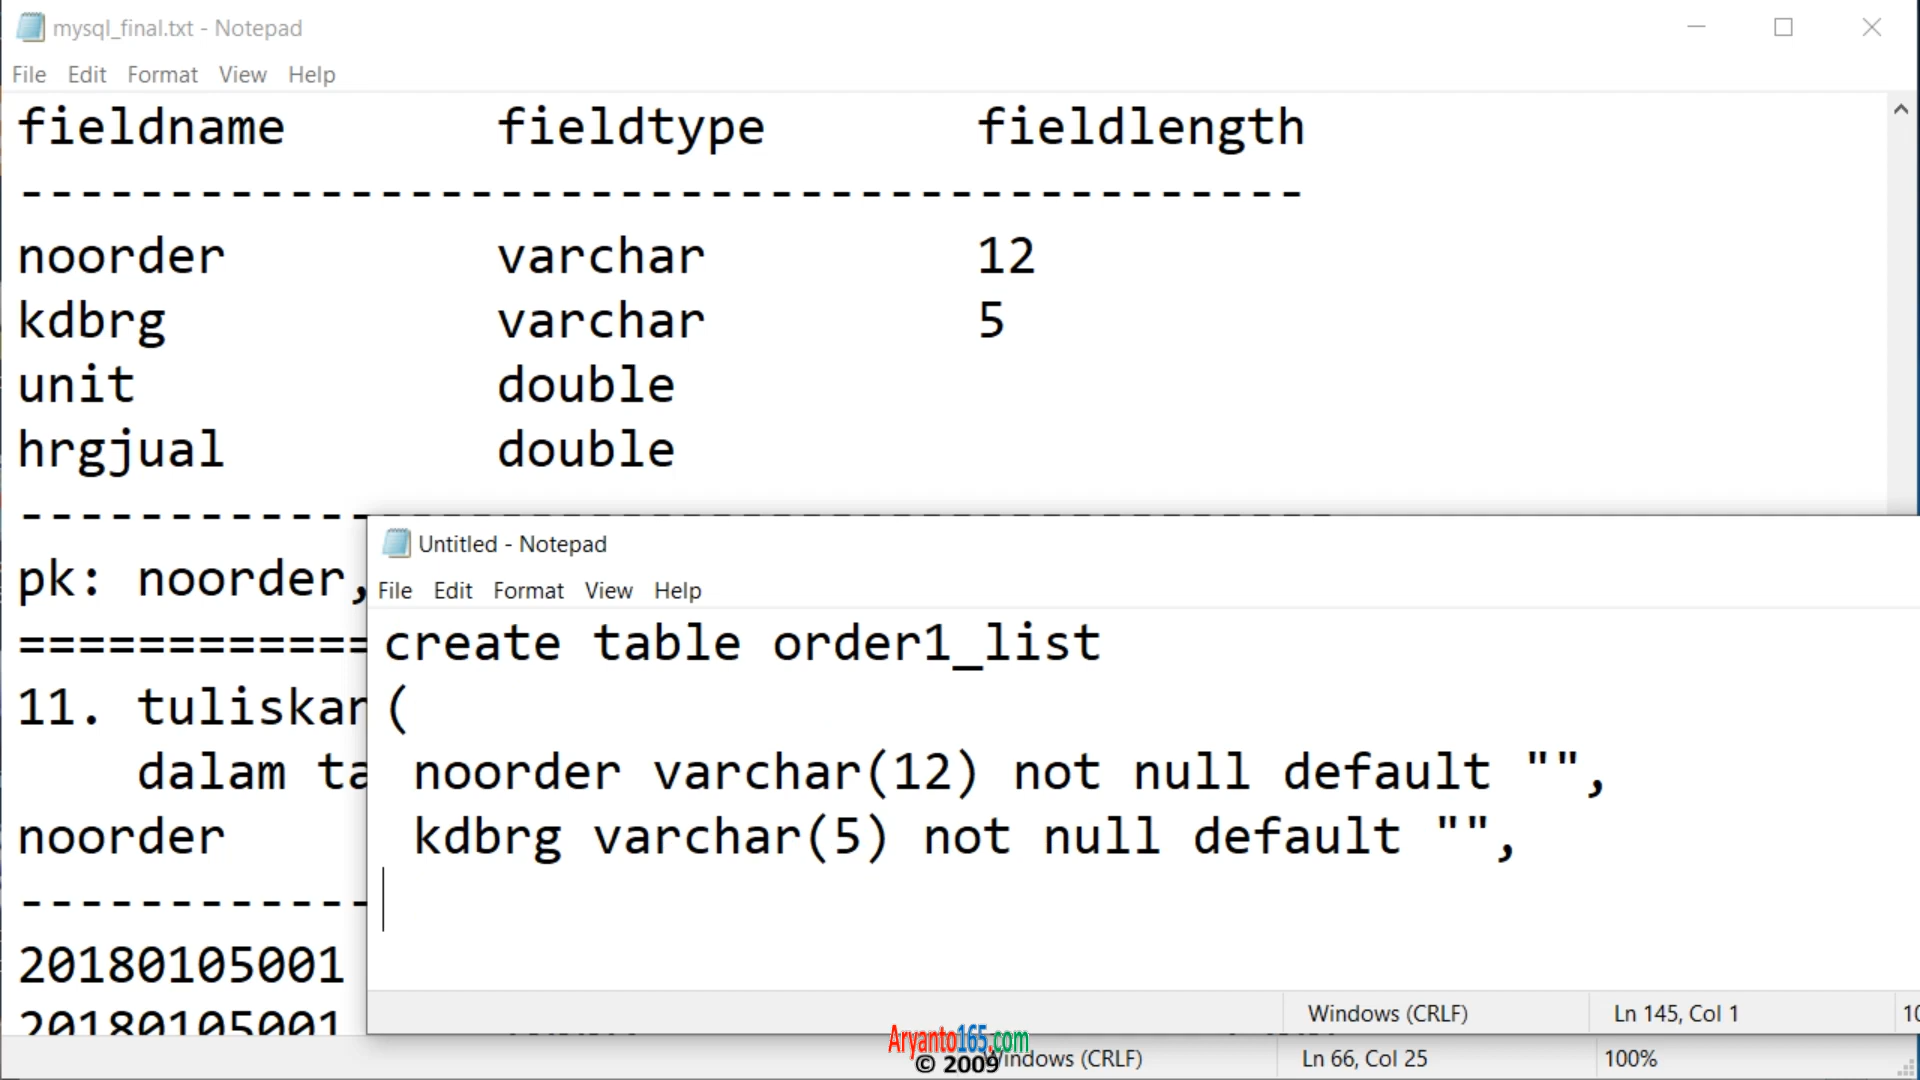 mysql_final.txt - Notepad
File Edit Format View Help
fieldname fieldtype fieldlength
-------------------------------------------
noorder varchar 12
kdbrg varchar 5
unit double
hrgjual double
pk: noorder,
11. tuliskan
dalam
noorder
20180105001
20180105001
Untitled - Notepad
File Edit Format View Help
create table order1_list
(
noorder varchar(12) not null default "",
kdbrg varchar(5) not null default "",
Windows (CRLF) Ln 145, Col 1
Windows (CRLF) Ln 66, Col 25 100%
Aryanto165.com
© 2009